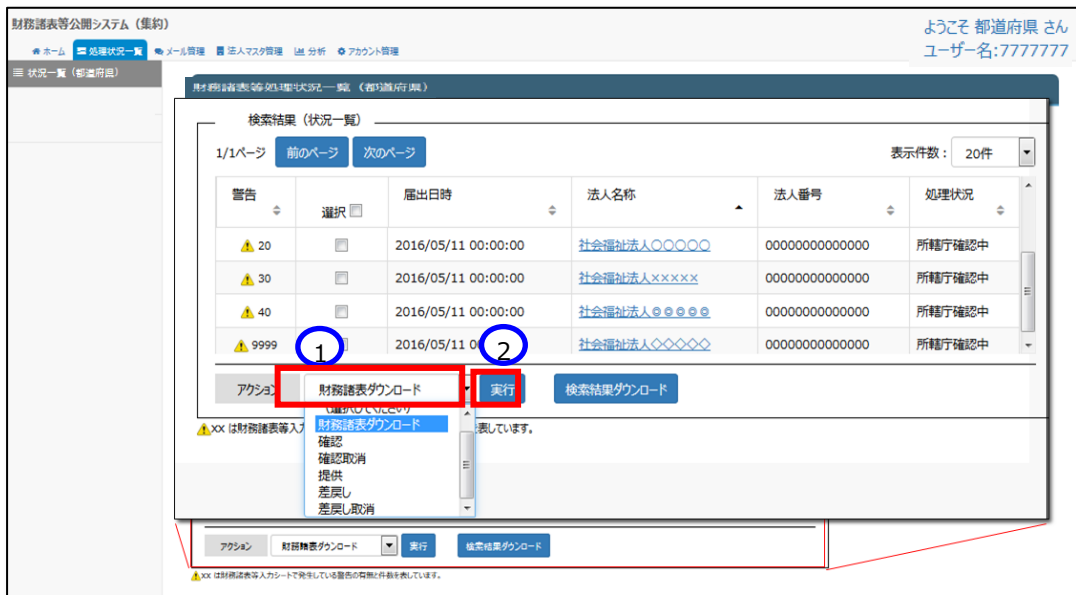 財務諸表等公開システム（集約）
ようこそ 都道府県 さん
ユーザー名:7777777
ホーム 処理状況一覧 メール管理 法人マスタ管理 分析 アカウント管理
状況一覧（都道府県）
財務諸表等処理状況一覧（都道府県）
検索結果（状況一覧）
1/1ページ 前のページ 次のページ 表示件数： 20件
警告 選択 届出日時 法人名称 法人番号 処理状況
20 2016/05/11 00:00:00 社会福祉法人○○○○○ 00000000000000 所轄庁確認中
30 2016/05/11 00:00:00 社会福祉法人××××× 00000000000000 所轄庁確認中
40 2016/05/11 00:00:00 社会福祉法人◎◎◎◎◎ 00000000000000 所轄庁確認中
9999 2016/05/11 0 社会福祉法人◇◇◇◇◇ 00000000000000 所轄庁確認中
1 2
アクション 財務諸表ダウンロード 実行 検索結果ダウンロード
（選択してください）
財務諸表ダウンロード
xx は財務諸表等入 表しています。
確認
確認取消
提供
差戻し
差戻し取消
アクション 財務諸表ダウンロード 実行 検索結果ダウンロード
xx は財務諸表等入力シートで発生している警告の有無と件数を表しています。